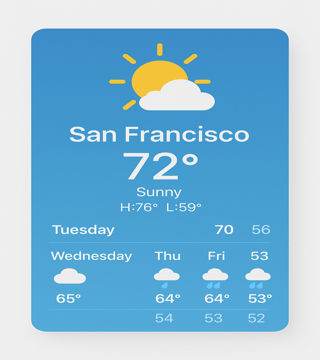 San Francisco
72°
Sunny
H:76° L:59°
Tuesday 70 56
Wednesday Thu Fri 53
65° 64° 64° 53°
54 53 52